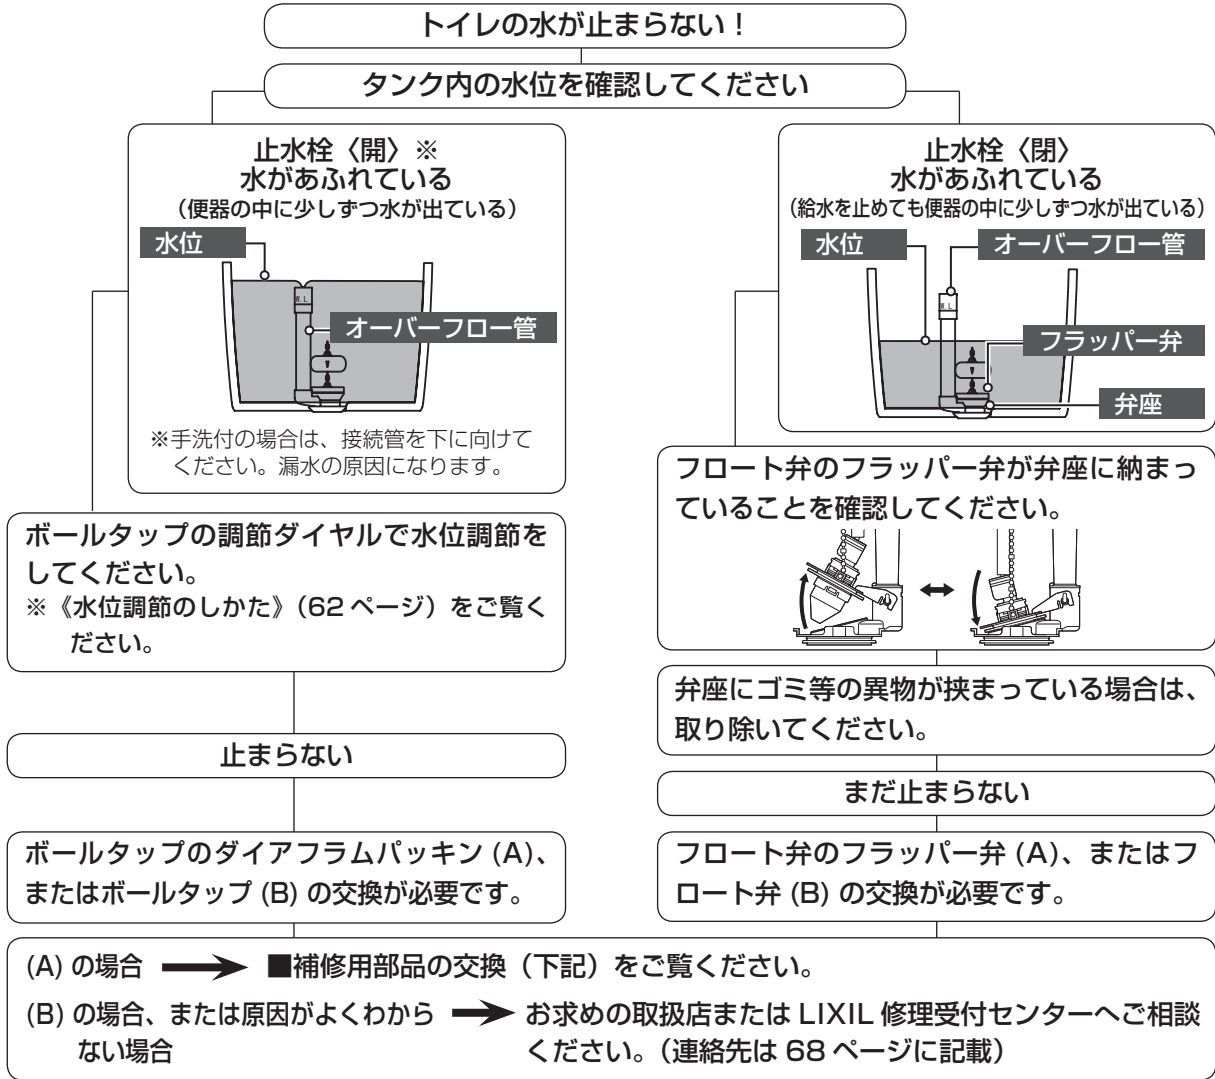 トイレの水が止まらない！
タンク内の水位を確認してください
止水栓〈開〉※
水があふれている
（便器の中に少しずつ水が出ている）
水位
W.L
オーバーフロー管
※手洗付の場合は、接続管を下に向けて
ください。漏水の原因になります。
ボールタップの調節ダイヤルで水位調節を
してください。
※《水位調節のしかた》（62 ページ）をご覧く
ださい。
止まらない
ボールタップのダイアフラムパッキン (A)、
またはボールタップ (B) の交換が必要です。
止水栓〈閉〉
水があふれている
（給水を止めても便器の中に少しずつ水が出ている）
水位
オーバーフロー管
W.L
フラッパー弁
弁座
フロート弁のフラッパー弁が弁座に納まっ
ていることを確認してください。
弁座にゴミ等の異物が挟まっている場合は、
取り除いてください。
まだ止まらない
フロート弁のフラッパー弁 (A)、またはフ
ロート弁 (B) の交換が必要です。
(A) の場合 ➡ ■補修用部品の交換（下記）をご覧ください。
(B) の場合、または原因がよくわから ➡ お求めの取扱店または LIXIL 修理受付センターへご相談
ない場合 ください。（連絡先は 68 ページに記載）